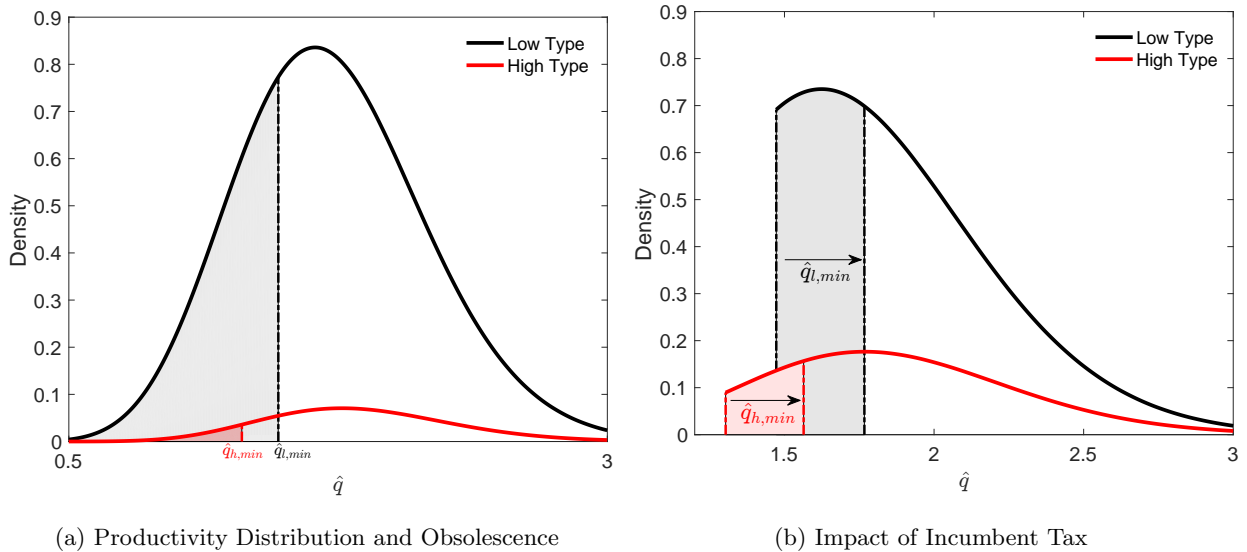 0.9
0.8
0.7
0.6
0.5
0.4
0.3
0.2
0.1
0
Density
Low Type
High Type
q̂h,min
q̂l,min
0.5
3
q̂
(a) Productivity Distribution and Obsolescence
0.9
0.8
0.7
0.6
0.5
0.4
0.3
0.2
0.1
0
Density
Low Type
High Type
q̂l,min
q̂h,min
1.5
2
2.5
3
q̂
(b) Impact of Incumbent Tax